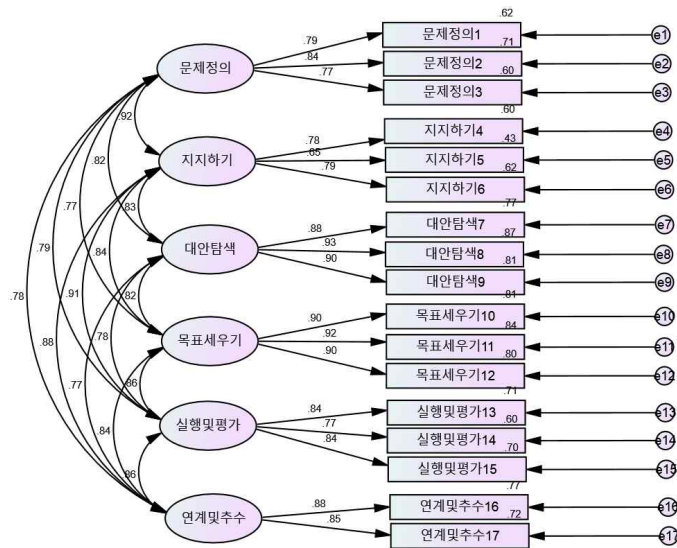 .62
.79 문제정의1 e1
.71
문제정의 .84 문제정의2 e2
.60
.77 문제정의3 e3
.60
.92 .78 지지하기4 e4
.43
.82 지지하기 .65 지지하기5 e5
.62
.77 .83 .79 지지하기6 e6
.77
.79 .84 .88 대안탐색7 e7
.87
대안탐색 .93 대안탐색8 e8
.81
.78 .91 .82 .90 대안탐색9 e9
.81
.88 .78 .90 목표세우기10 e10
.84
목표세우기 .92 목표세우기11 e11
.80
.77 .86 .90 목표세우기12 e12
.71
.84 .84 실행및평가13 e13
.60
실행및평가 .77 실행및평가14 e14
.70
.86 .84 실행및평가15 e15
.77
.88 연계및추수16 e16
.72
연계및추수 .85 연계및추수17 e17